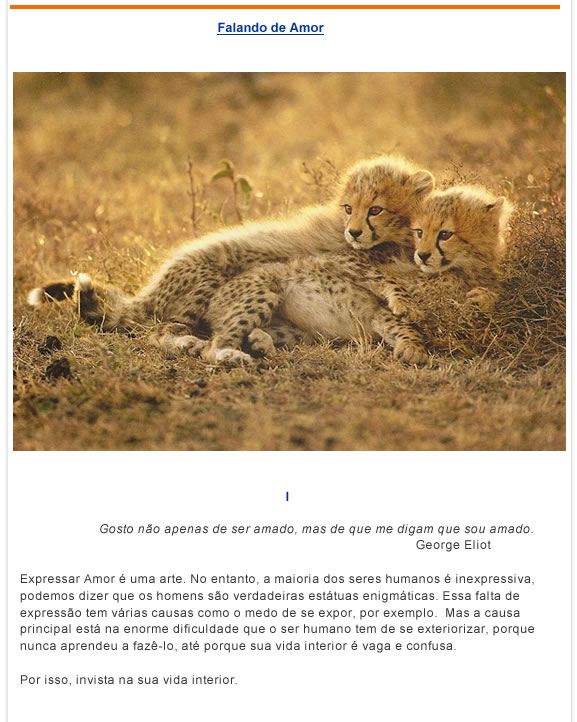 Falando de Amor
I
Gosto não apenas de ser amado, mas de que me digam que sou amado.
George Eliot
Expressar Amor é uma arte. No entanto, a maioria dos seres humanos é inexpressiva,
podemos dizer que os homens são verdadeiras estátuas enigmáticas. Essa falta de
expressão tem várias causas como o medo de se expor, por exemplo.  Mas a causa
principal está na enorme dificuldade que o ser humano tem de se exteriorizar, porque
nunca aprendeu a fazê-lo, até porque sua vida interior é vaga e confusa.
Por isso, invista na sua vida interior.